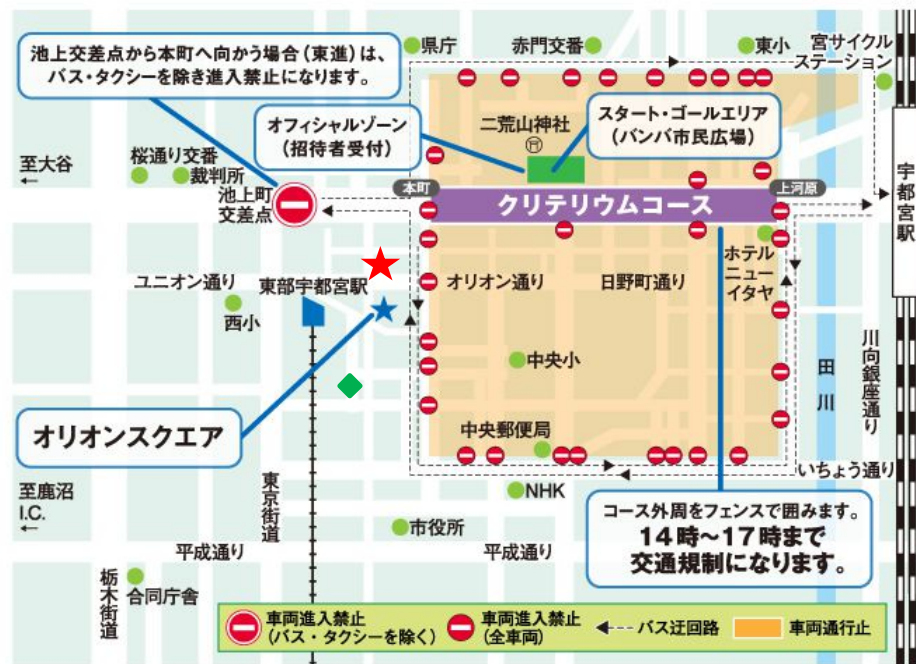 池上交差点から本町へ向かう場合（東進）は、
バス・タクシーを除き進入禁止になります。
県庁
赤門交番
東小
宮サイクル
ステーション
オフィシャルゾーン
（招待者受付）
二荒山神社
スタート・ゴールエリア
（バンバ市民広場）
至大谷
桜通り交番
裁判所
池上町
交差点
本町
クリテリウムコース
上河原
宇都宮駅
ユニオン通り
東部宇都宮駅
オリオン通り
日野町通り
ホテル
ニュー
イタヤ
西小
中央小
田川
川向銀座通り
オリオンスクエア
中央郵便局
いちょう通り
至鹿沼
I.C.
東京街道
NHK
市役所
コース外周をフェンスで囲みます。
14時～17時まで
交通規制になります。
平成通り
平成通り
栃木街道
合同庁舎
車両進入禁止
（バス・タクシーを除く）
車両進入禁止
（全車両）
バス迂回路
車両通行止